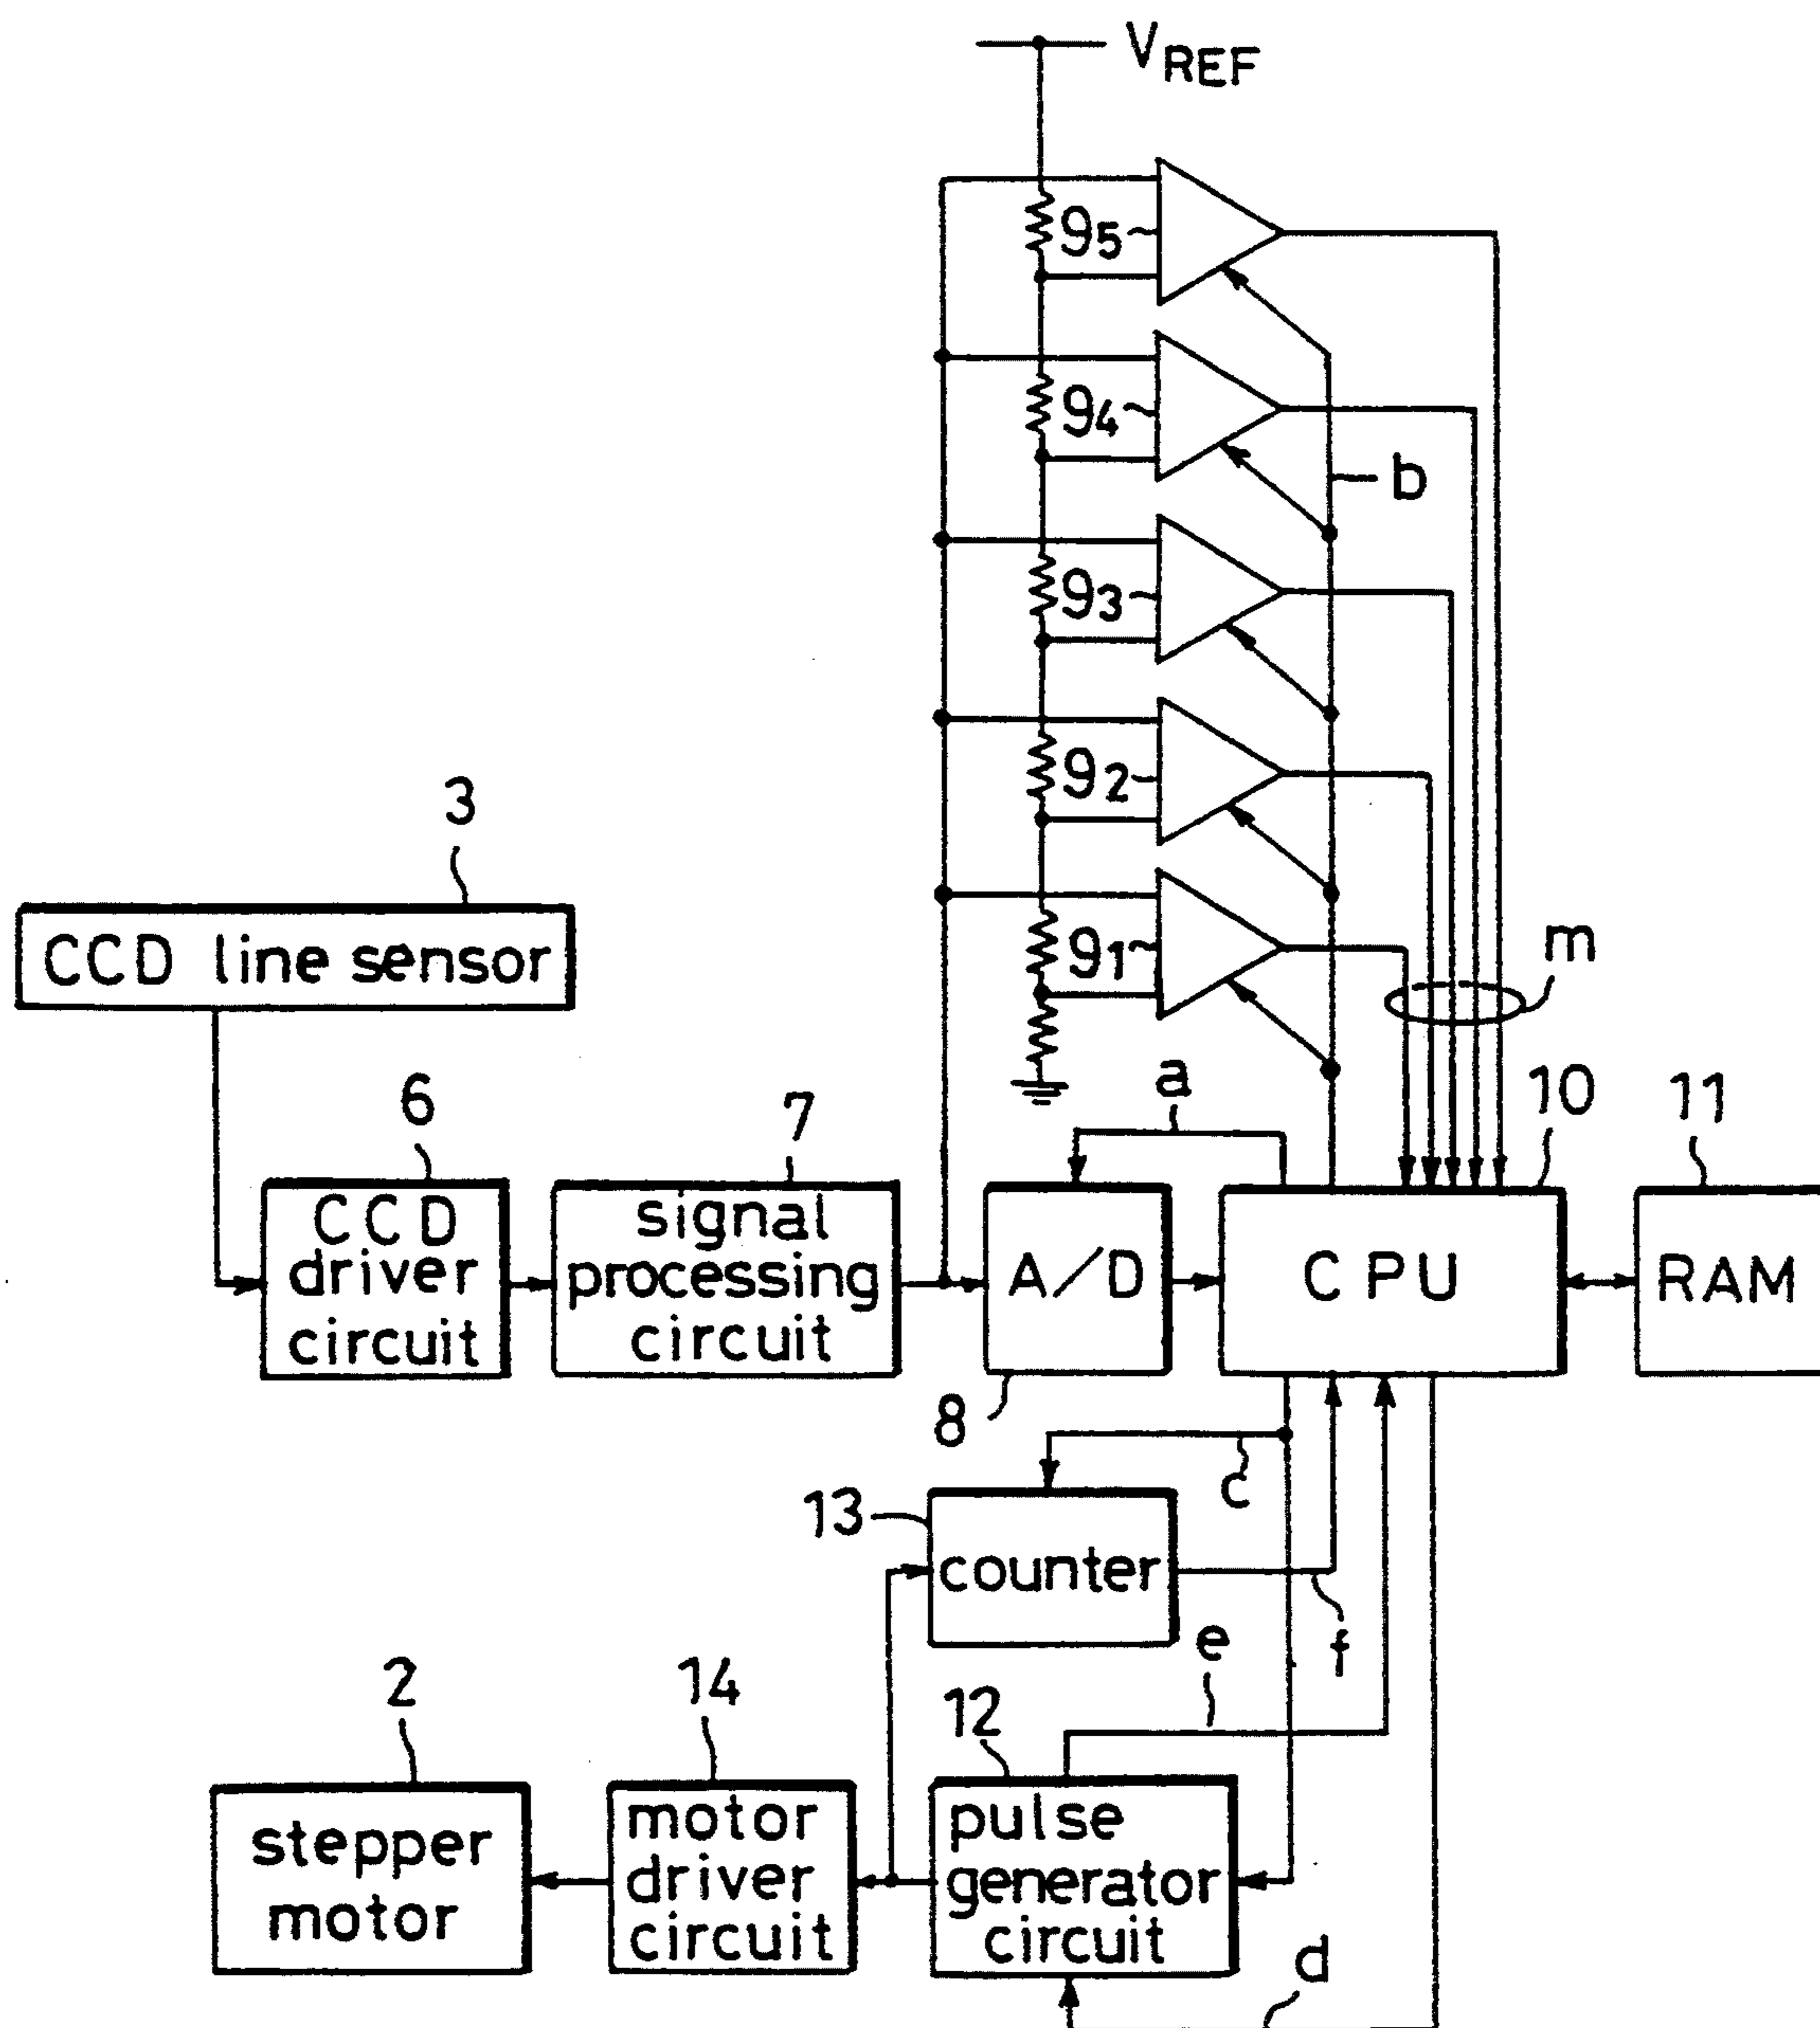 VREF
95
94
b
93
92
3
91
m
CCD line sensor
a
10
11
6
7
CCD
driver
circuit
signal
processing
circuit
A/D
CPU
RAM
8
c
13
counter
f
e
2
14
12
stepper
motor
motor
driver
circuit
pulse
generator
circuit
d